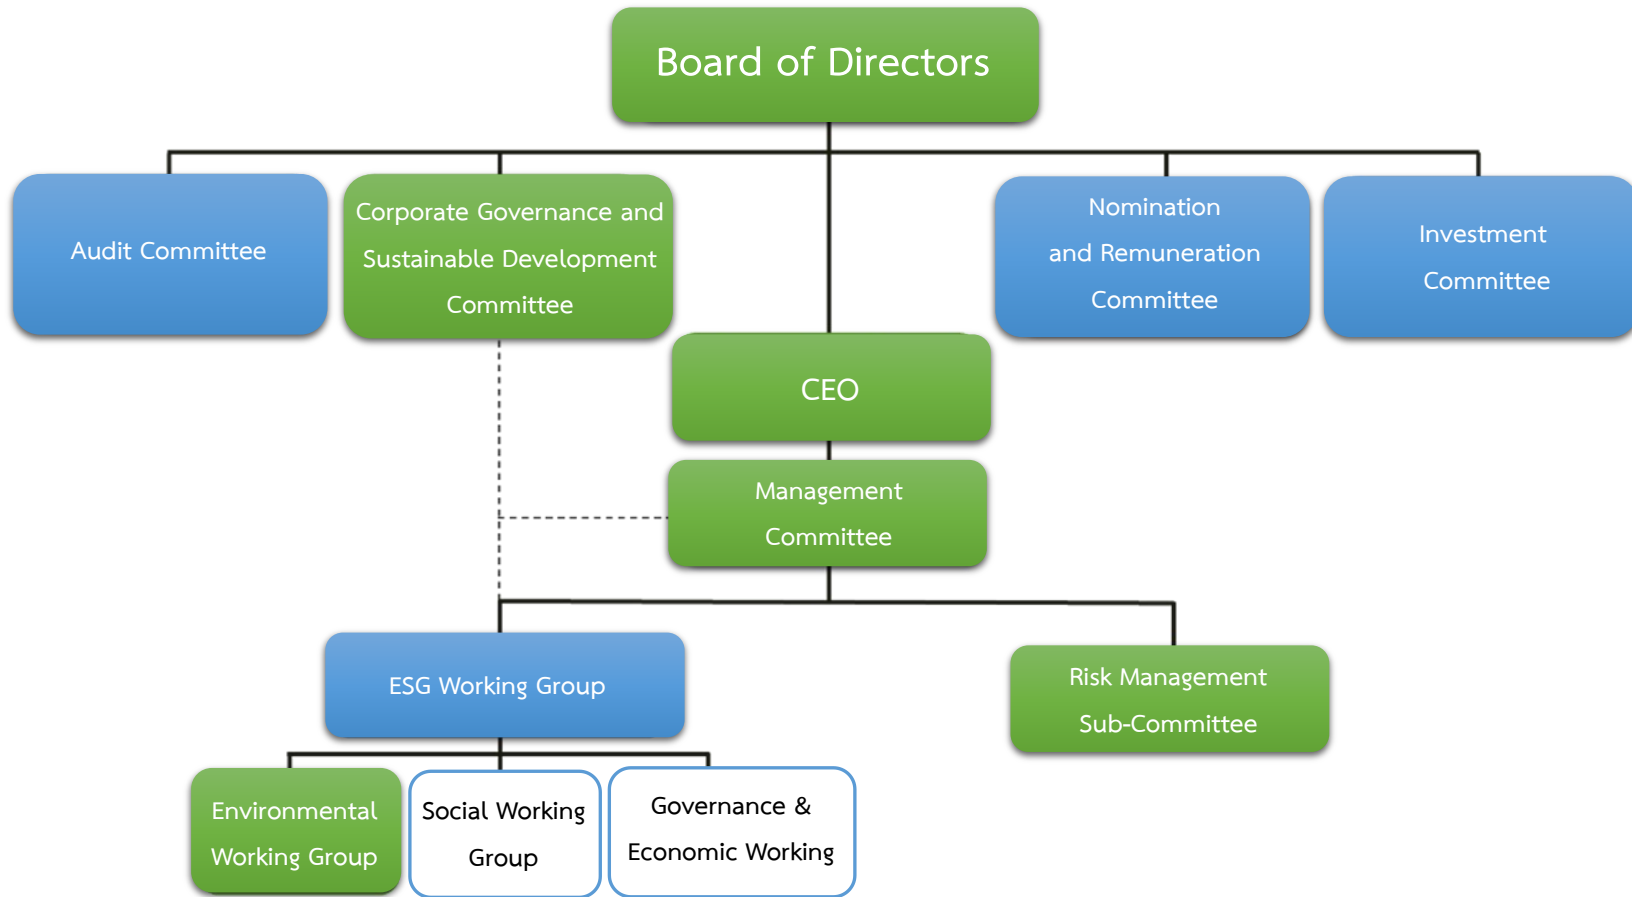 Board of Directors
Audit Committee
Corporate Governance and
Sustainable Development
Committee
Nomination
and Remuneration
Committee
Investment
Committee
CEO
Management
Committee
ESG Working Group
Risk Management
Sub-Committee
Environmental
Working Group
Social Working
Group
Governance &
Economic Working